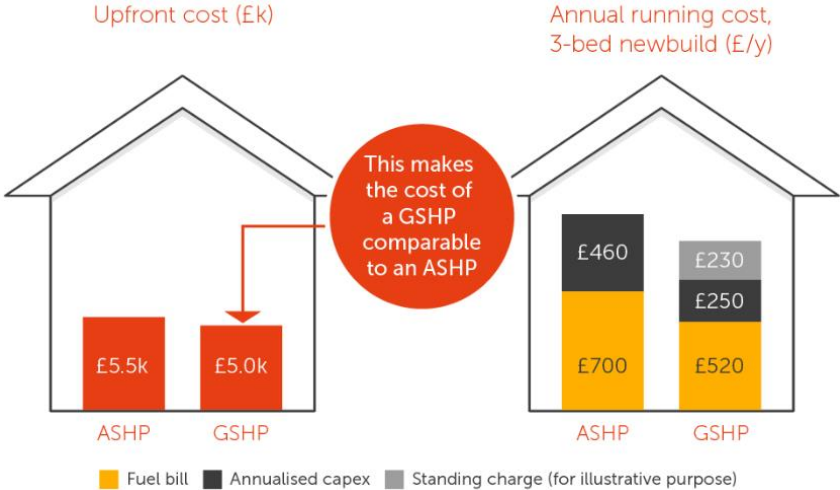 Upfront cost (£k)
Annual running cost,
3-bed newbuild (£/y)
This makes
the cost of
a GSHP
comparable
to an ASHP
£5.5k
£5.0k
ASHP
GSHP
£460
£700
£230
£250
£520
ASHP
GSHP
Fuel bill
Annualised capex
Standing charge (for illustrative purpose)